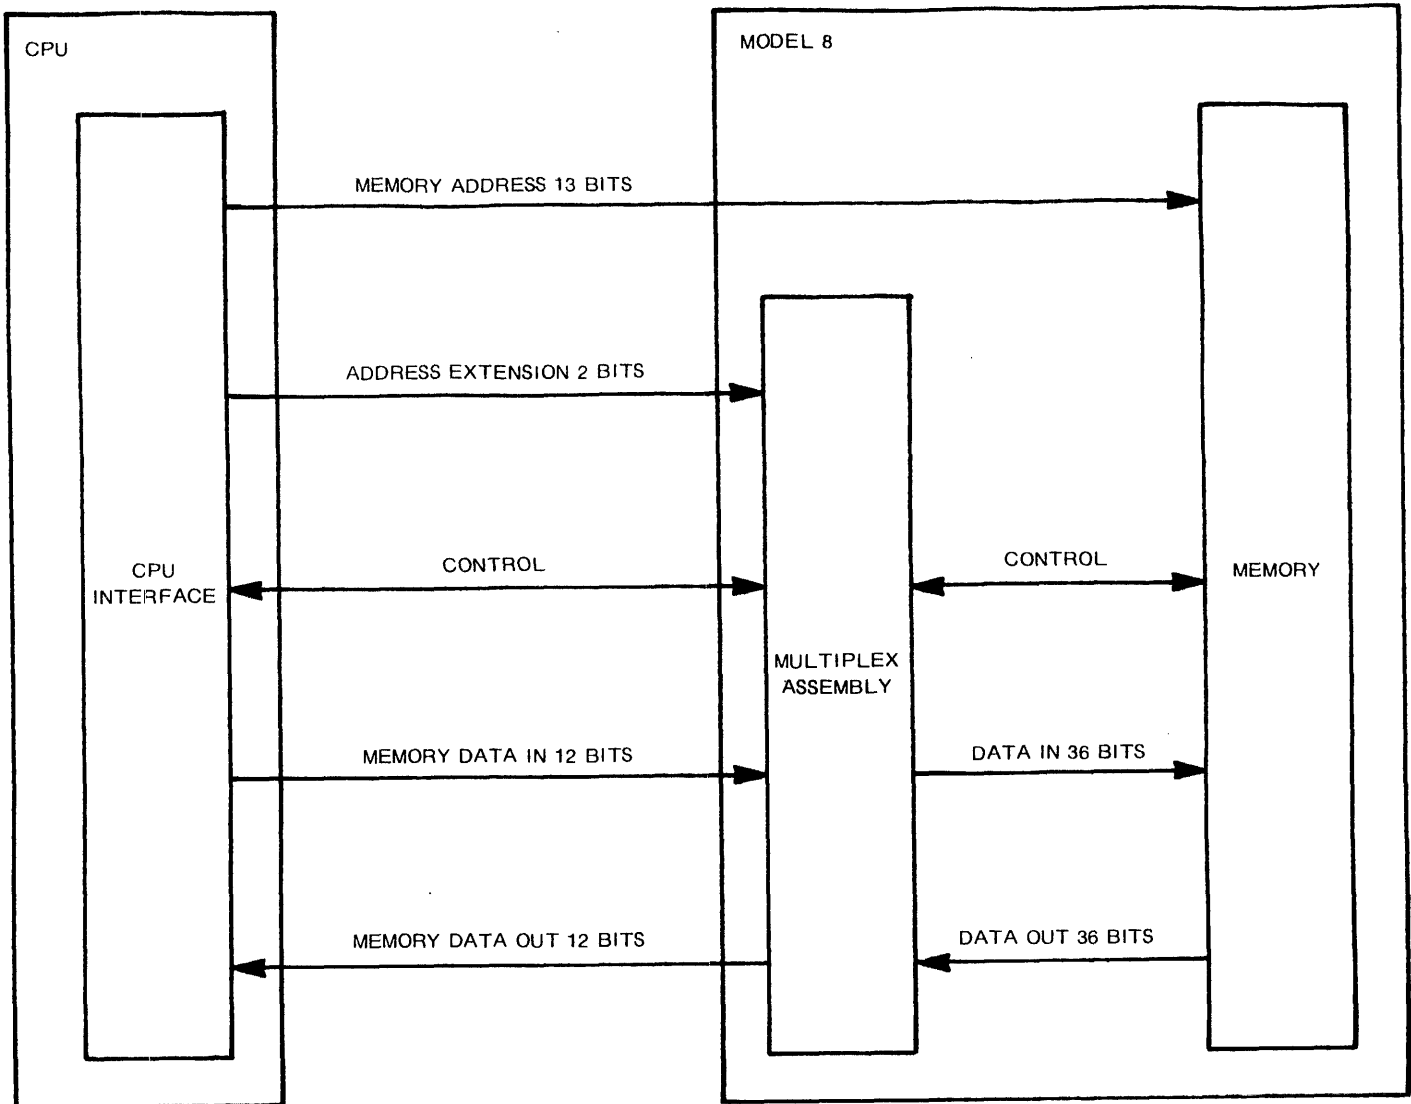 CPU
MODEL 8
MEMORY ADDRESS 13 BITS
ADDRESS EXTENSION 2 BITS
CONTROL
CONTROL
CPU
INTERFACE
MEMORY
MULTIPLEX
ASSEMBLY
MEMORY DATA IN 12 BITS
DATA IN 36 BITS
MEMORY DATA OUT 12 BITS
DATA OUT 36 BITS